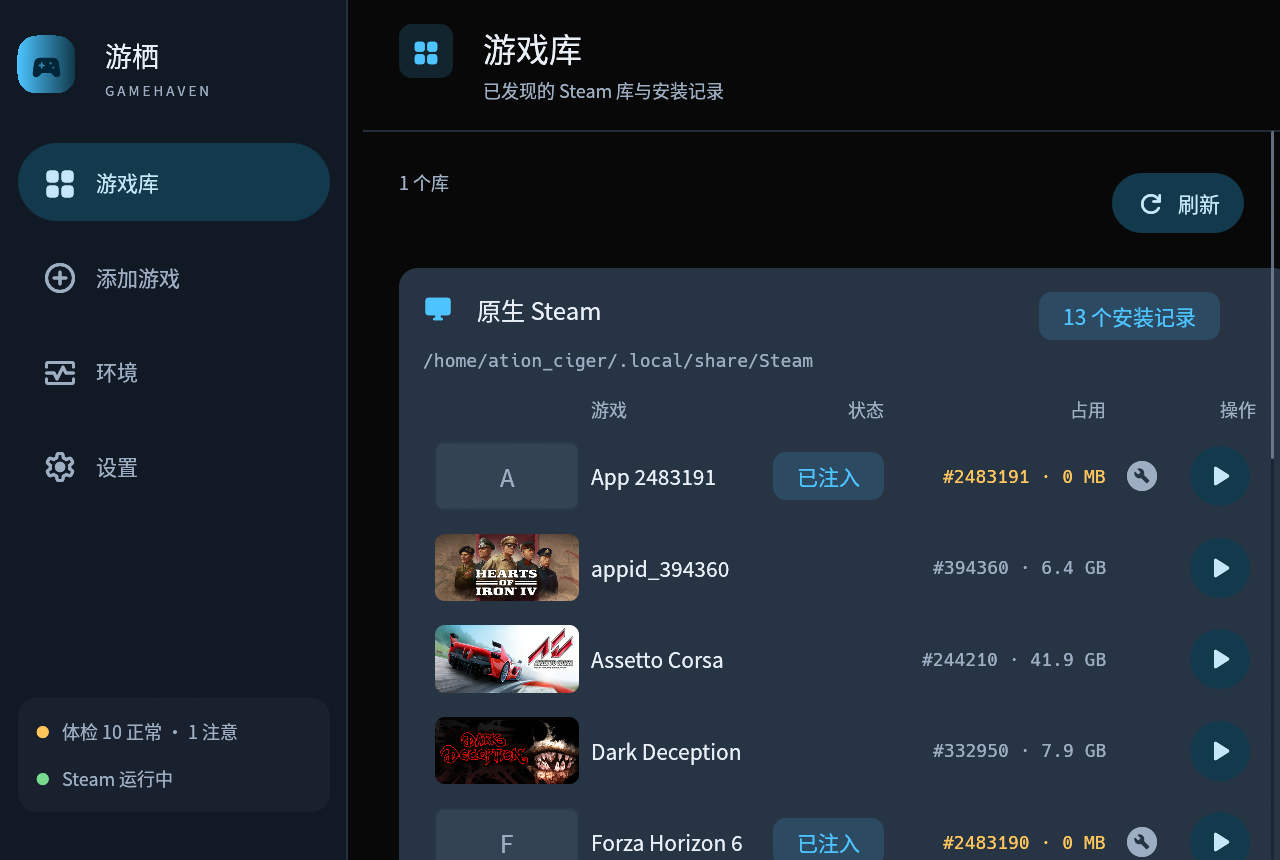 游栖
GAMEHAVEN
游戏库
添加游戏
环境
设置
体检 10 正常 · 1 注意
Steam 运行中
游戏库
已发现的 Steam 库与安装记录
1 个库
刷新
原生 Steam
13 个安装记录
/home/ation_ciger/.local/share/Steam
游戏 状态 占用 操作
A App 2483191 已注入 #2483191 · 0 MB
HEARTS
OF
IRON IV
appid_394360 #394360 · 6.4 GB
Assetto Corsa #244210 · 41.9 GB
DARK
DECEPTION
Dark Deception #332950 · 7.9 GB
F Forza Horizon 6 已注入 #2483190 · 0 MB